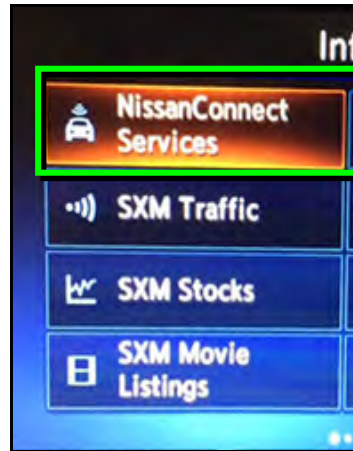 NissanConnect
Services
SXM Traffic
SXM Stocks
SXM Movie
Listings